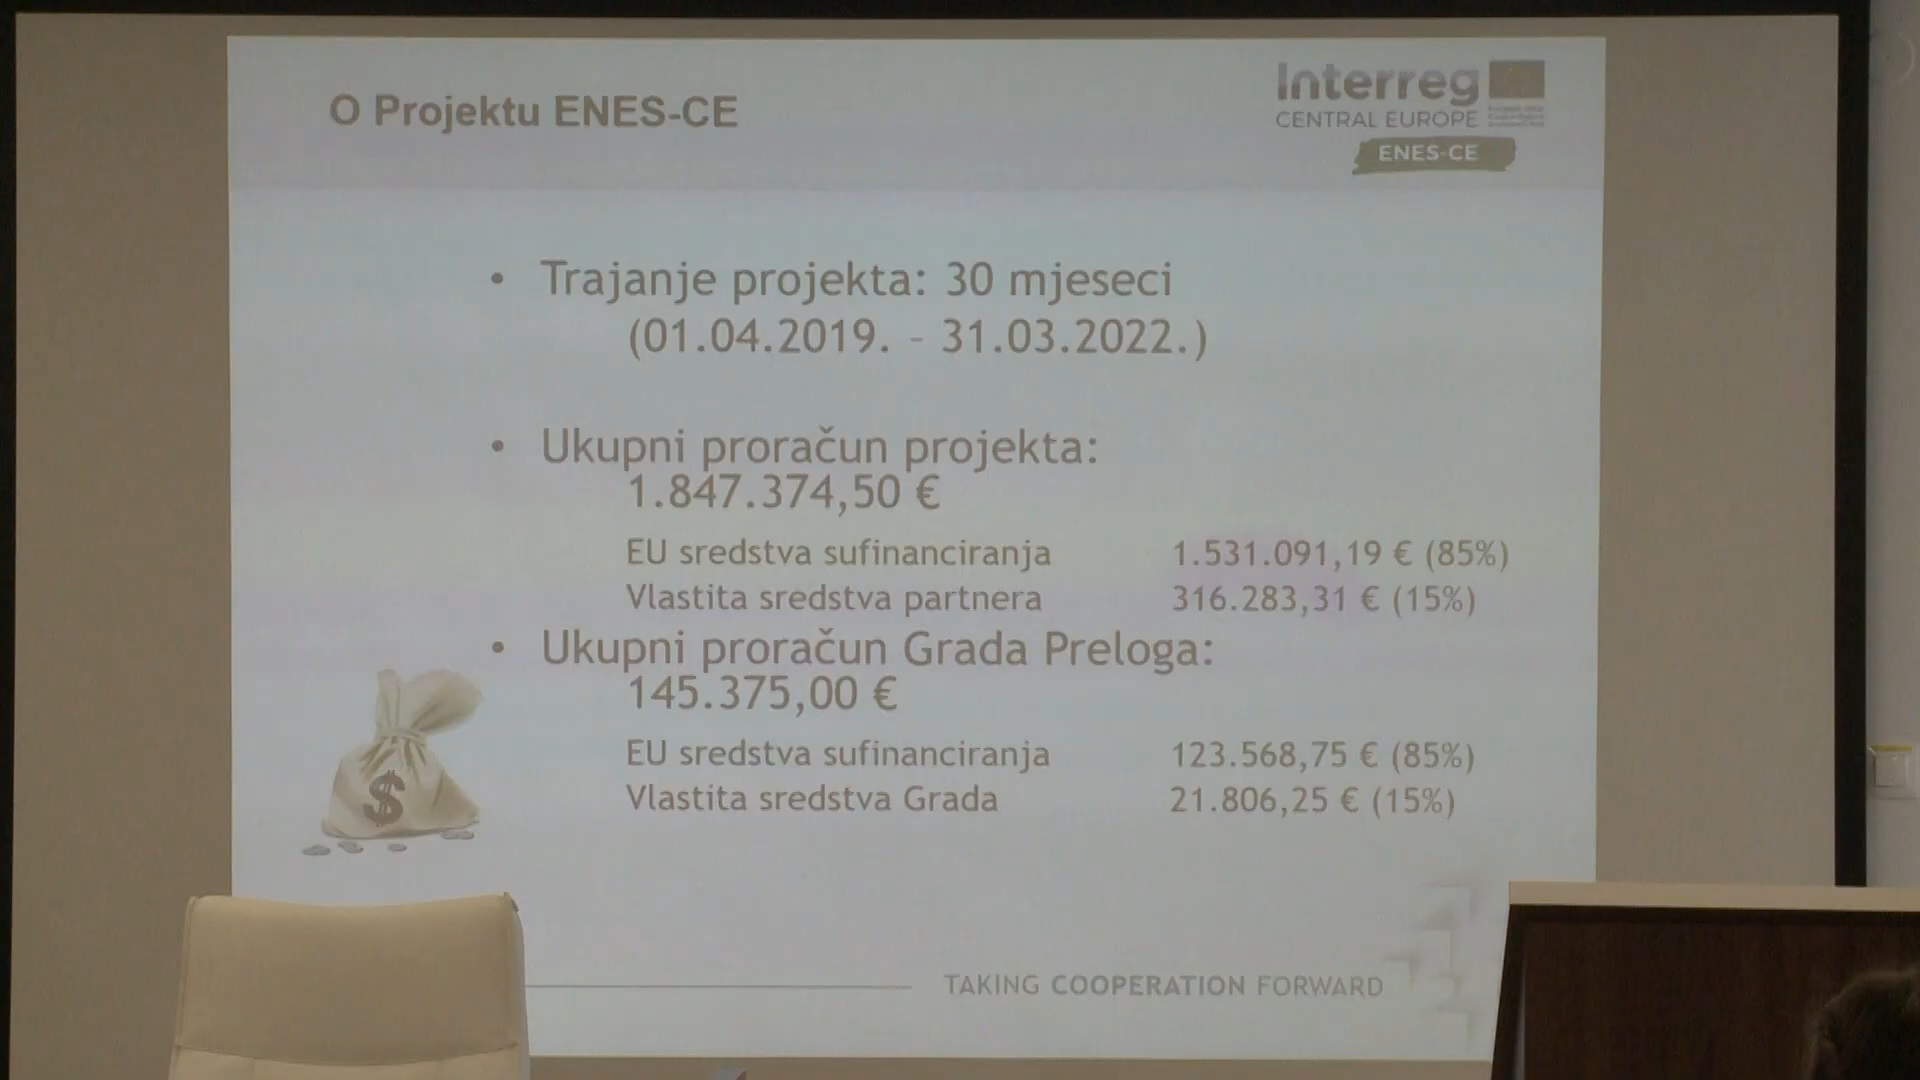 O Projektu ENES-CE
Interreg
CENTRAL EUROPE
ENES-CE
• Trajanje projekta: 30 mjeseci
(01.04.2019. - 31.03.2022.)
• Ukupni proračun projekta:
1.847.374,50 €
EU sredstva sufinanciranja 1.531.091,19 € (85%)
Vlastita sredstva partnera 316.283,31 € (15%)
• Ukupni proračun Grada Preloga:
145.375,00 €
EU sredstva sufinanciranja 123.568,75 € (85%)
Vlastita sredstva Grada 21.806,25 € (15%)
$
TAKING COOPERATION FORWARD